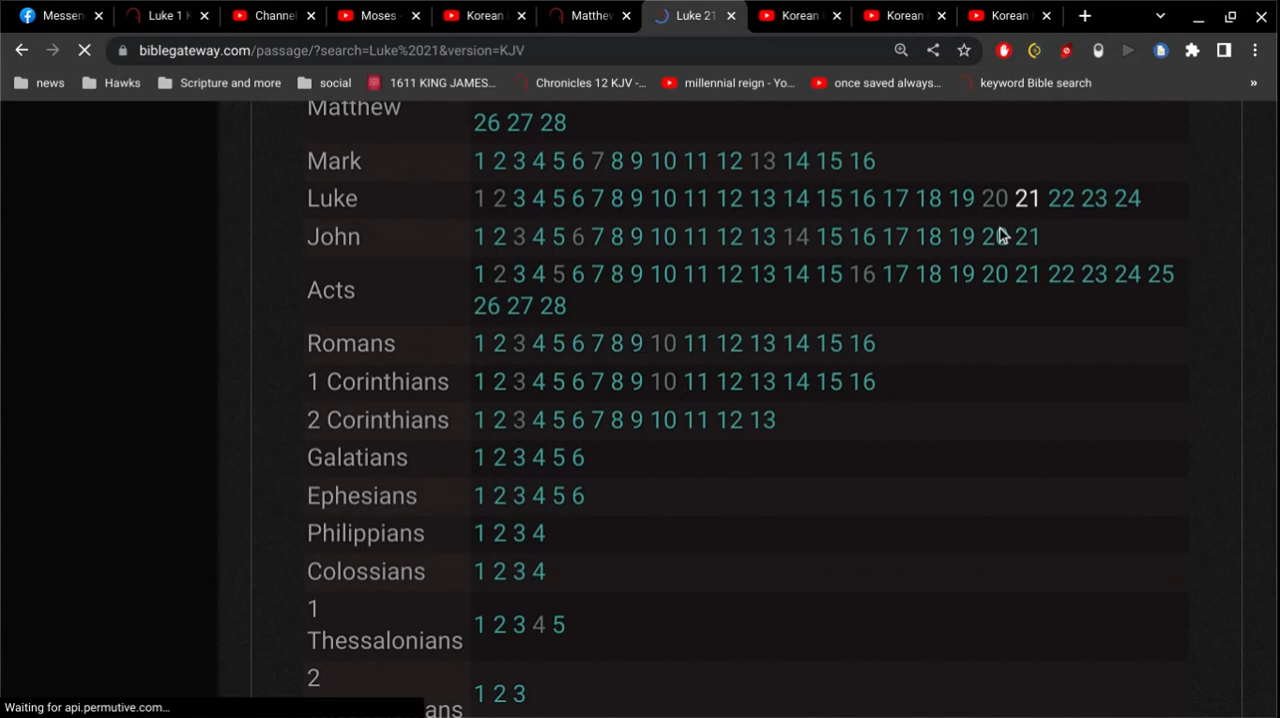 Messen
Luke 1 K
Channel
Moses -
Korean
Matthew
Luke 21
Korean
Korean
Korean
biblegateway.com/passage/?search=Luke%2021&version=KJV
news Hawks Scripture and more social 1611 KING JAMES... Chronicles 12 KJV -... millennial reign - Yo... once saved always... keyword Bible search »
Matthew
26 27 28
Mark 1 2 3 4 5 6 7 8 9 10 11 12 13 14 15 16
Luke 1 2 3 4 5 6 7 8 9 10 11 12 13 14 15 16 17 18 19 20 21 22 23 24
John 1 2 3 4 5 6 7 8 9 10 11 12 13 14 15 16 17 18 19 20 21
Acts 1 2 3 4 5 6 7 8 9 10 11 12 13 14 15 16 17 18 19 20 21 22 23 24 25
26 27 28
Romans 1 2 3 4 5 6 7 8 9 10 11 12 13 14 15 16
1 Corinthians 1 2 3 4 5 6 7 8 9 10 11 12 13 14 15 16
2 Corinthians 1 2 3 4 5 6 7 8 9 10 11 12 13
Galatians 1 2 3 4 5 6
Ephesians 1 2 3 4 5 6
Philippians 1 2 3 4
Colossians 1 2 3 4
1
Thessalonians 1 2 3 4 5
2
ans 1 2 3
Waiting for api.permutive.com...